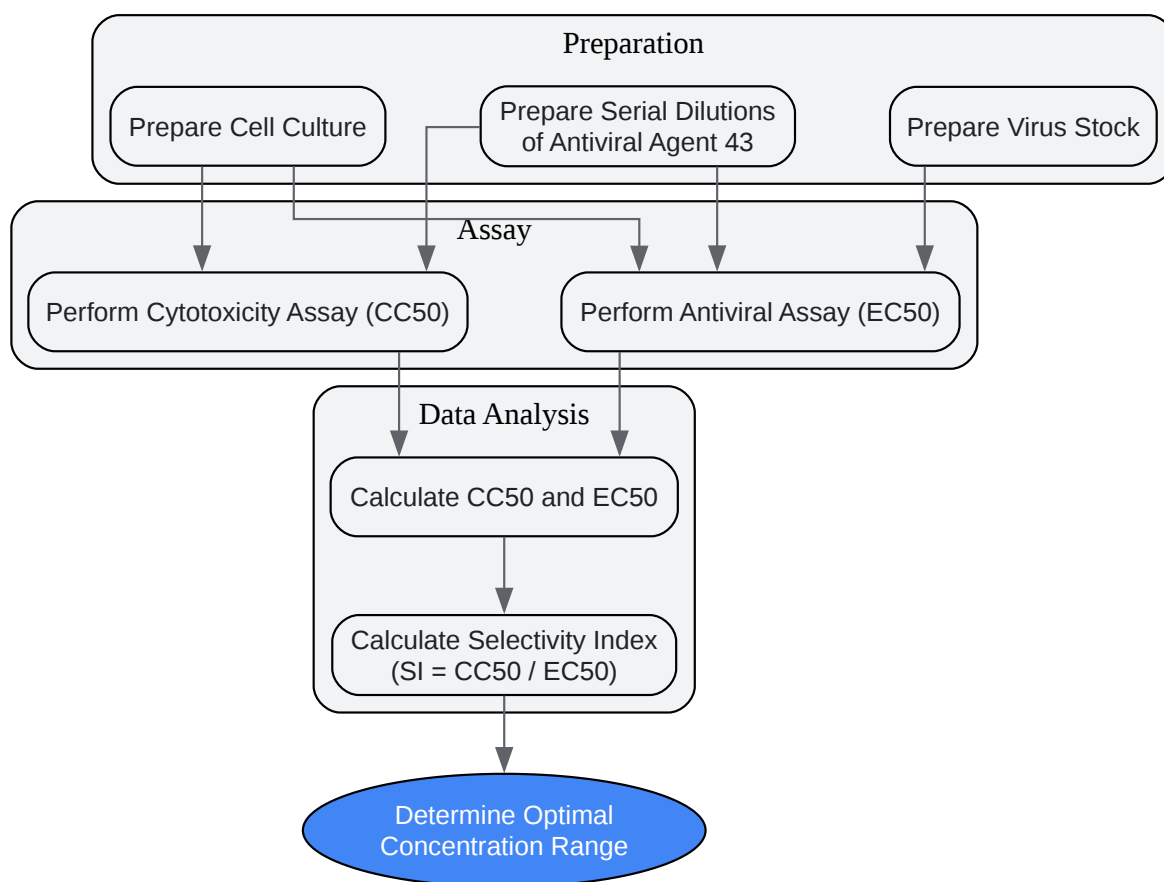 Preparation
Prepare Cell Culture
Prepare Serial Dilutions
of Antiviral Agent 43
Prepare Virus Stock
Assay
Perform Cytotoxicity Assay (CC50)
Perform Antiviral Assay (EC50)
Data Analysis
Calculate CC50 and EC50
Calculate Selectivity Index
(SI = CC50 / EC50)
Determine Optimal
Concentration Range